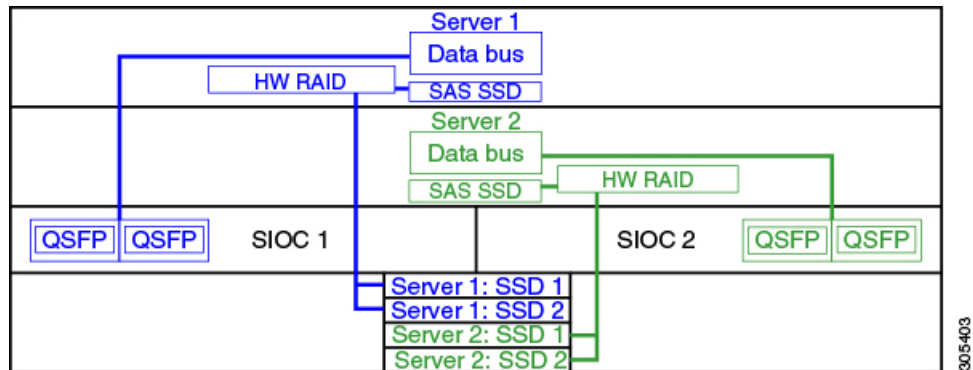 Server 1
Data bus
HW RAID
SAS SSD
Server 2
Data bus
HW RAID
SAS SSD
QSFP QSFP SIOC 1 SIOC 2 QSFP QSFP
Server 1: SSD 1
Server 1: SSD 2
Server 2: SSD 1
Server 2: SSD 2
305403